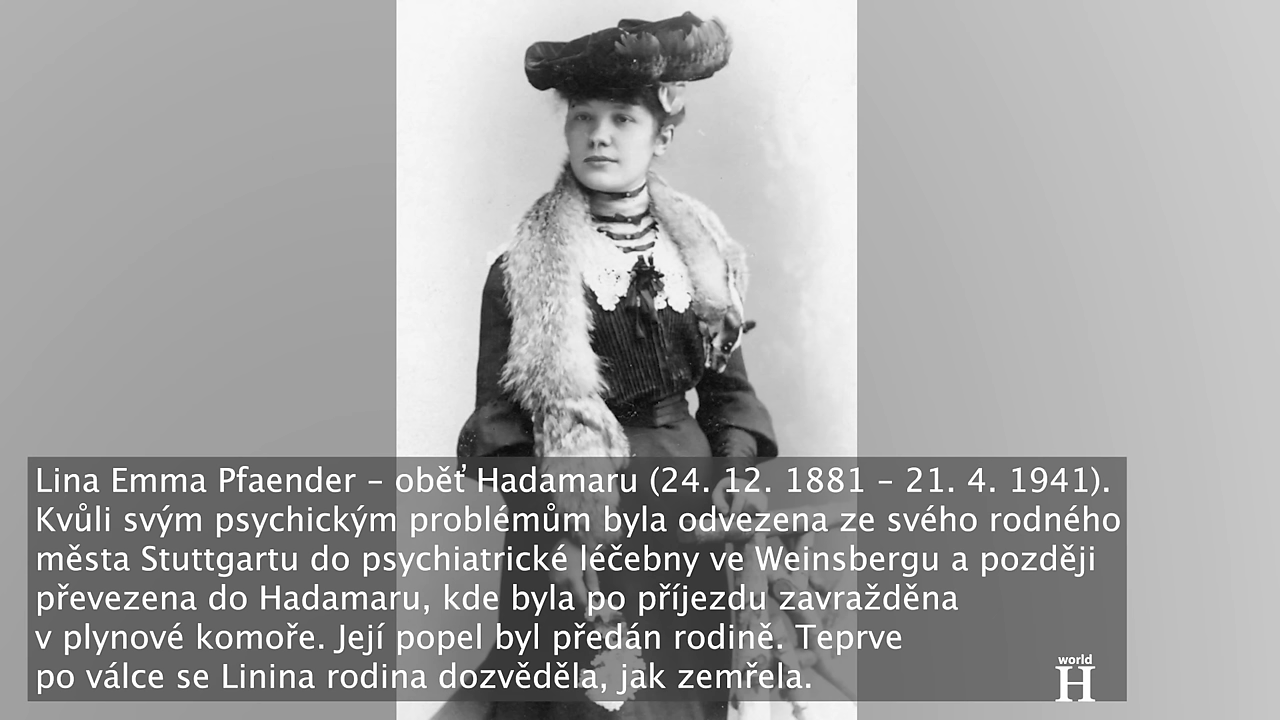 Lina Emma Pfaender – oběť Hadamaru (24. 12. 1881 – 21. 4. 1941).
Kvůli svým psychickým problémům byla odvezena ze svého rodného
města Stuttgartu do psychiatrické léčebny ve Weinsbergu a později
převezena do Hadamaru, kde byla po příjezdu zavražděna
v plynové komoře. Její popel byl předán rodině. Teprve
po válce se Linina rodina dozvěděla, jak zemřela.
world
H